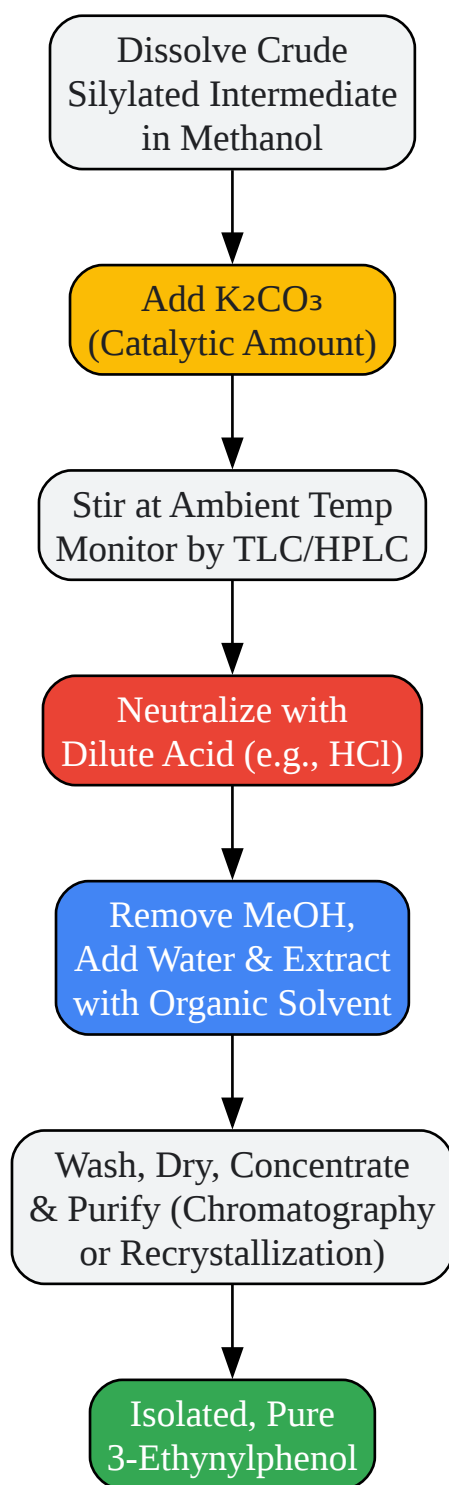 Dissolve Crude
Silylated Intermediate
in Methanol
Add K₂CO₃
(Catalytic Amount)
Stir at Ambient Temp
Monitor by TLC/HPLC
Neutralize with
Dilute Acid (e.g., HCl)
Remove MeOH,
Add Water & Extract
with Organic Solvent
Wash, Dry, Concentrate
& Purify (Chromatography
or Recrystallization)
Isolated, Pure
3-Ethynylphenol